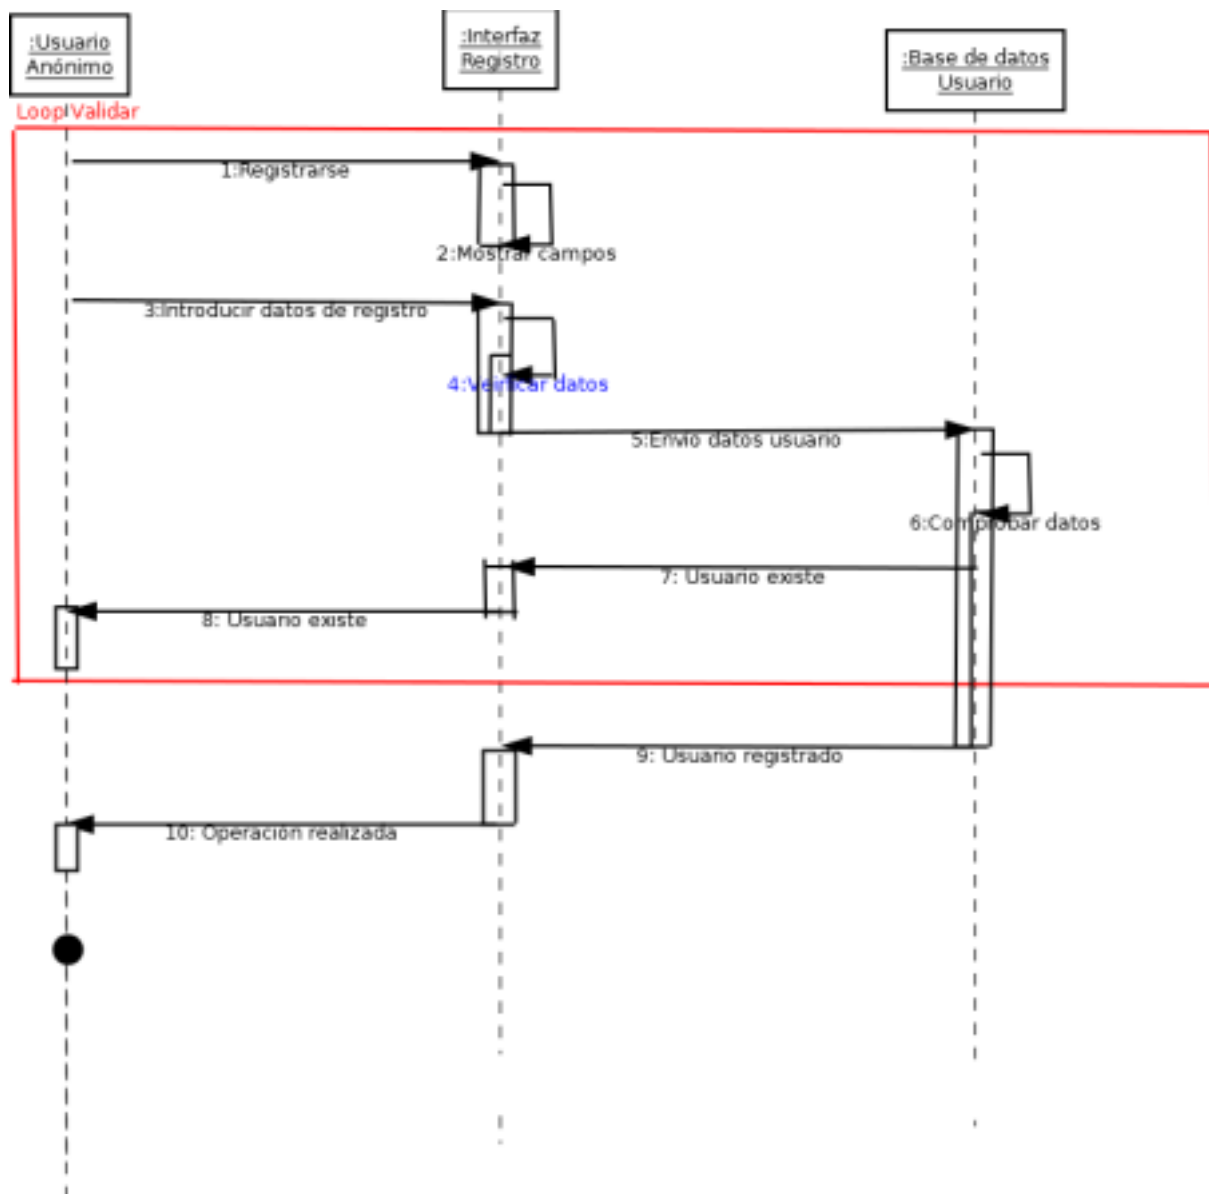 :Usuario
Anónimo
:Interfaz
Registro
:Base de datos
Usuario
Loop Validar
1:Registrarse
2:Mostrar campos
3:Introducir datos de registro
4:Verificar datos
5:Envio datos usuario
6:Comprobar datos
7: Usuario existe
8: Usuario existe
9: Usuario registrado
10: Operación realizada